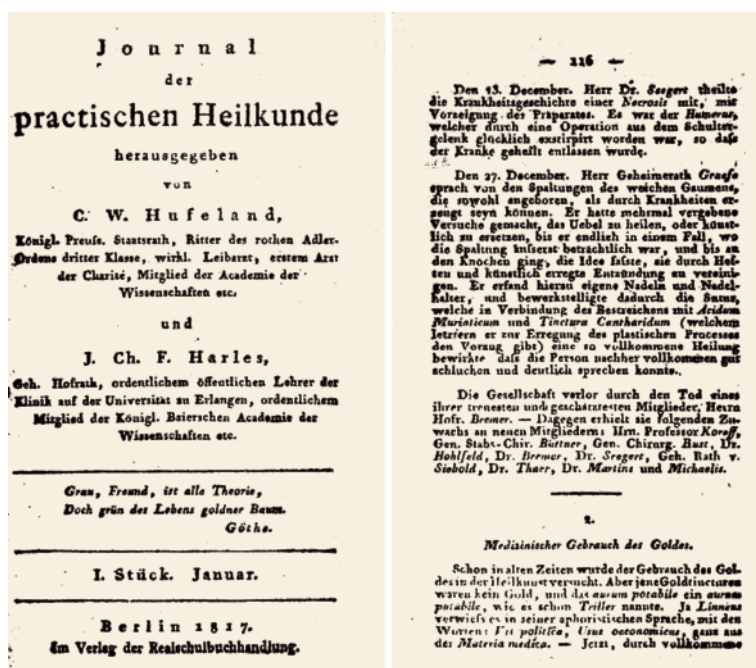 Journal
der
practischen Heilkunde
herausgegeben
von
C. W. Hufeland,
Königl. Preuſs. Staatsrath, Ritter des rothen Adler-
Ordens dritter Klasse, wirkl. Leibarzt, erstem Arzt
der Charité, Mitglied der Academie der
Wissenschaften etc.
und
J. Ch. F. Harles,
Geh. Hofrath, ordentlichem öffentlichen Lehrer der
Klinik auf der Universität zu Erlangen, ordentlichem
Mitglied der Königl. Baierschen Academie der
Wissenschaften etc.
Grau, Freund, ist alle Theorie,
Doch grün des Lebens goldner Baum.
Göthe.
I. Stück. Januar.
Berlin 1817.
Im Verlag der Realschulbuchhandlung.
— 116 —
Den 13. December. Herr Dr. Seegert theilte
die Krankheitsgeschichte einer Necrosis mit, mit
Vorzeigung des Präparates. Es war der Humerus,
welcher durch eine Operation aus dem Schulter-
gelenk glücklich exstirpirt worden war, so daſs
der Kranke geheilt entlassen wurde.
Den 27. December. Herr Geheimerath Graefe
sprach von den Spaltungen des weichen Gaumens,
die sowohl angeboren, als durch Krankheiten er-
zeugt seyn können. Er hatte mehrmal vergebene
Versuche gemacht, das Uebel zu heilen, oder künst-
lich zu ersetzen, bis er endlich in einem Fall, wo
die Spaltung äuſserst beträchtlich war, und bis an
den Knochen ging, die Idee faſste, sie durch Hef-
ten und künstlich erregte Entzündung zu vereini-
gen. Er erfand hierzu eigene Nadeln und Nadel-
halter, und bewerkstelligte dadurch die Sutur,
welche in Verbindung des Bestreichens mit Acidum
Muriaticum und Tinctura Cantharidum (welchem
letztern er zur Erregung des plastischen Processes
den Vorzug gibt) eine so vollkommene Heilung
bewirkte daſs die Person nachher vollkommen gut
schlucken und deutlich sprechen konnte.
Die Gesellschaft verlor durch den Tod eines
ihrer treuesten und geschätztesten Mitglieder, Herrn
Hofr. Bremer. — Dagegen erhielt sie folgenden Zu-
wachs an neuen Mitgliedern: Hrn. Professor Koreff,
Gen. Stabs-Chir. Büttner, Gen. Chirurg. Rust, Dr.
Hohlfeld, Dr. Bremer, Dr. Seegert, Geh. Rath v.
Siebold, Dr. Thaer, Dr. Martins und Michaelis.
2.
Medizinischer Gebrauch des Goldes.
Schon in alten Zeiten wurde der Gebrauch des Gol-
des in der Heilkunst versucht. Aber jene Goldtincturen
waren kein Gold, und das aurum potabile ein aurum
putabile, wie es schon Triller nannte. Ja Linnens
verwiefs es in seiner aphoristischen Sprache, mit den
Worten: Vis politica, Usus oeconomicus, ganz aus
der Materia medica. — Jetzt, durch vollkommene